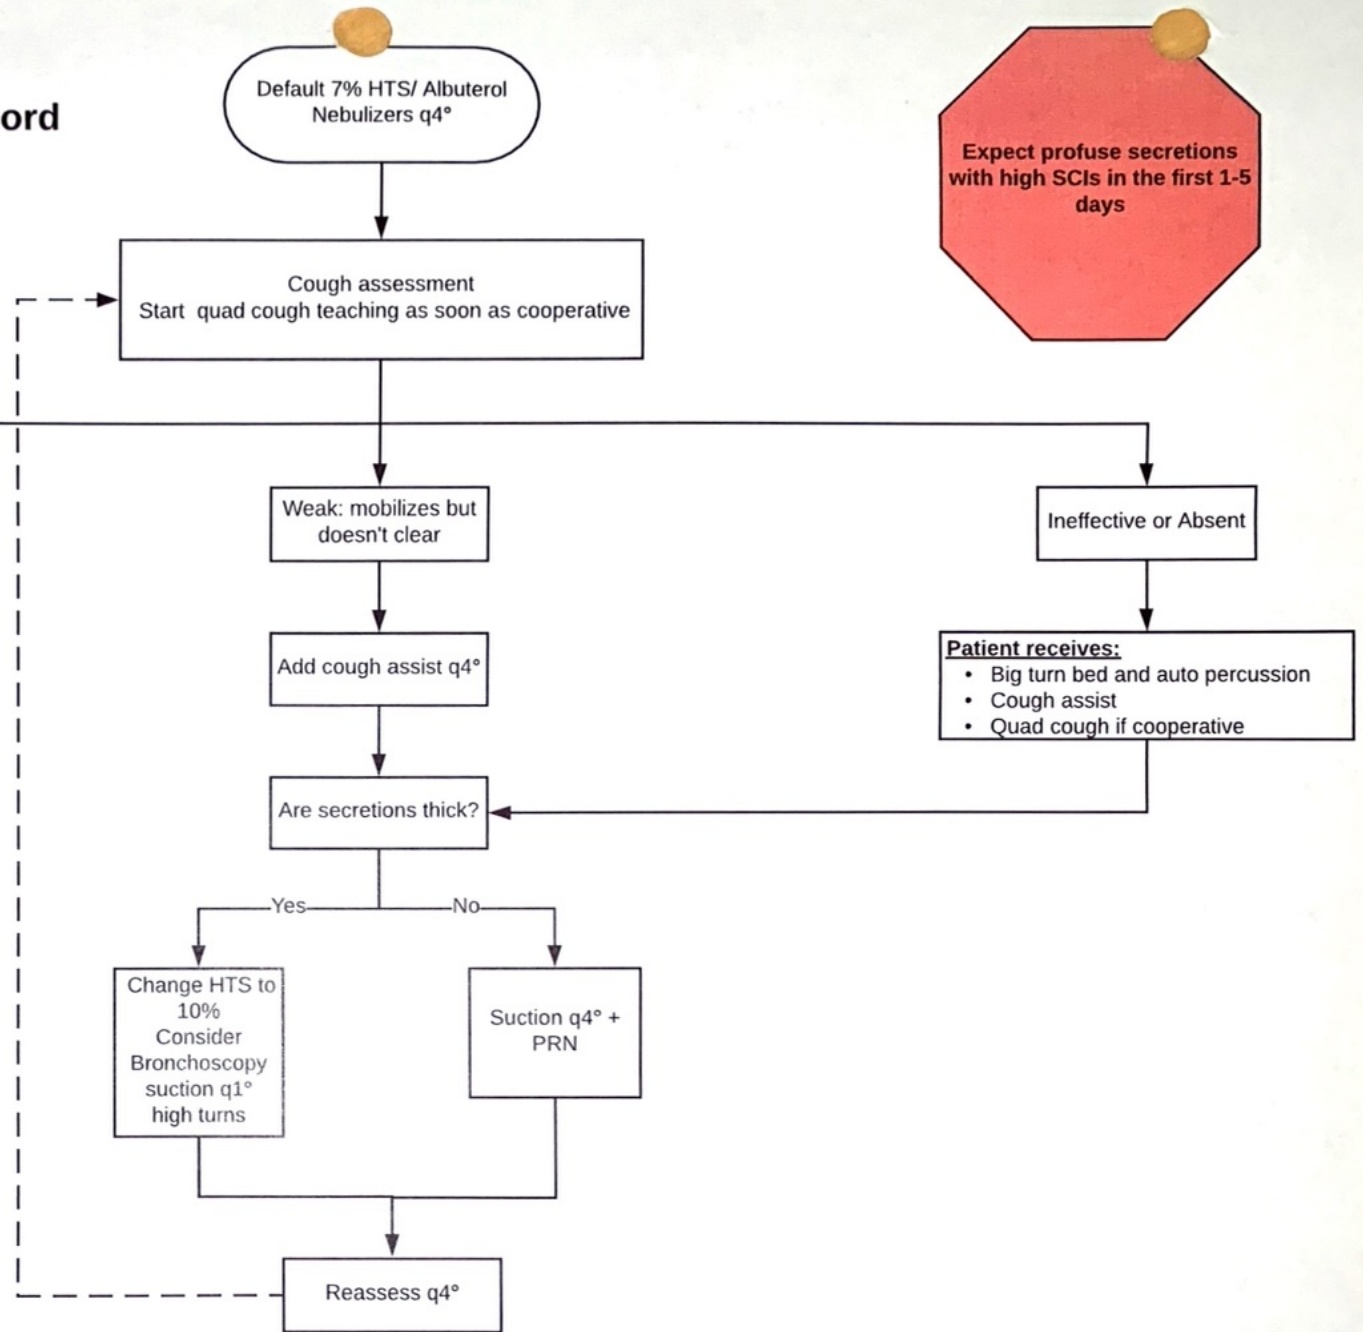 Default 7% HTS/ Albuterol
Nebulizers q4°
ord
Expect profuse secretions
with high SCIs in the first 1-5
days
Cough assessment
Start quad cough teaching as soon as cooperative
Weak: mobilizes but
doesn't clear
Ineffective or Absent
Add cough assist q4°
Patient receives:
• Big turn bed and auto percussion
• Cough assist
• Quad cough if cooperative
Are secretions thick?
Yes
No
Change HTS to
10%
Consider
Bronchoscopy
suction q1°
high turns
Suction q4° +
PRN
Reassess q4°